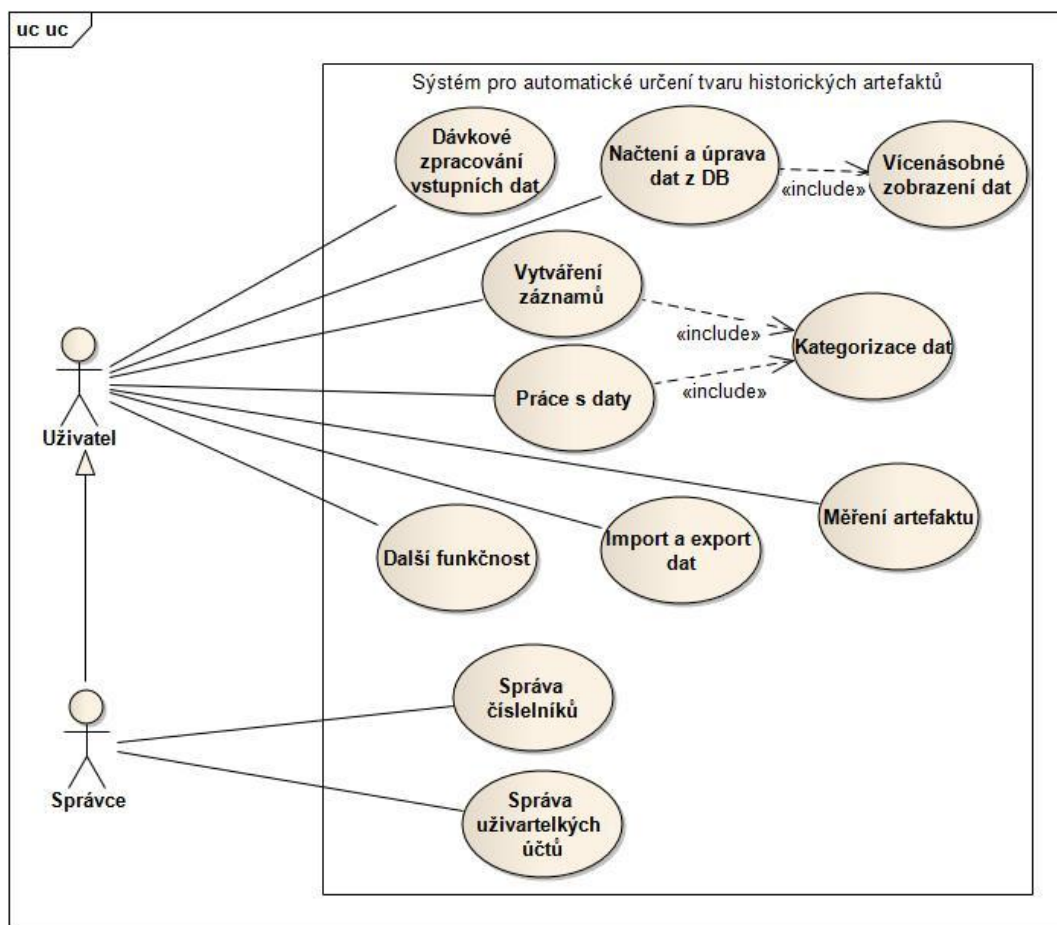 uc uc
Sýstém pro automatické určení tvaru historických artefaktů
Dávkové
zpracování
vstupních dat
Načtení a úprava
dat z DB
«include»
Vícenásobné
zobrazení dat
Vytváření
záznamů
«include»
Kategorizace dat
Práce s daty
«include»
Uživatel
Měření artefaktu
Další funkčnost
Import a export
dat
Správa
číslelníků
Správce
Správa
uživartelkých
účtů